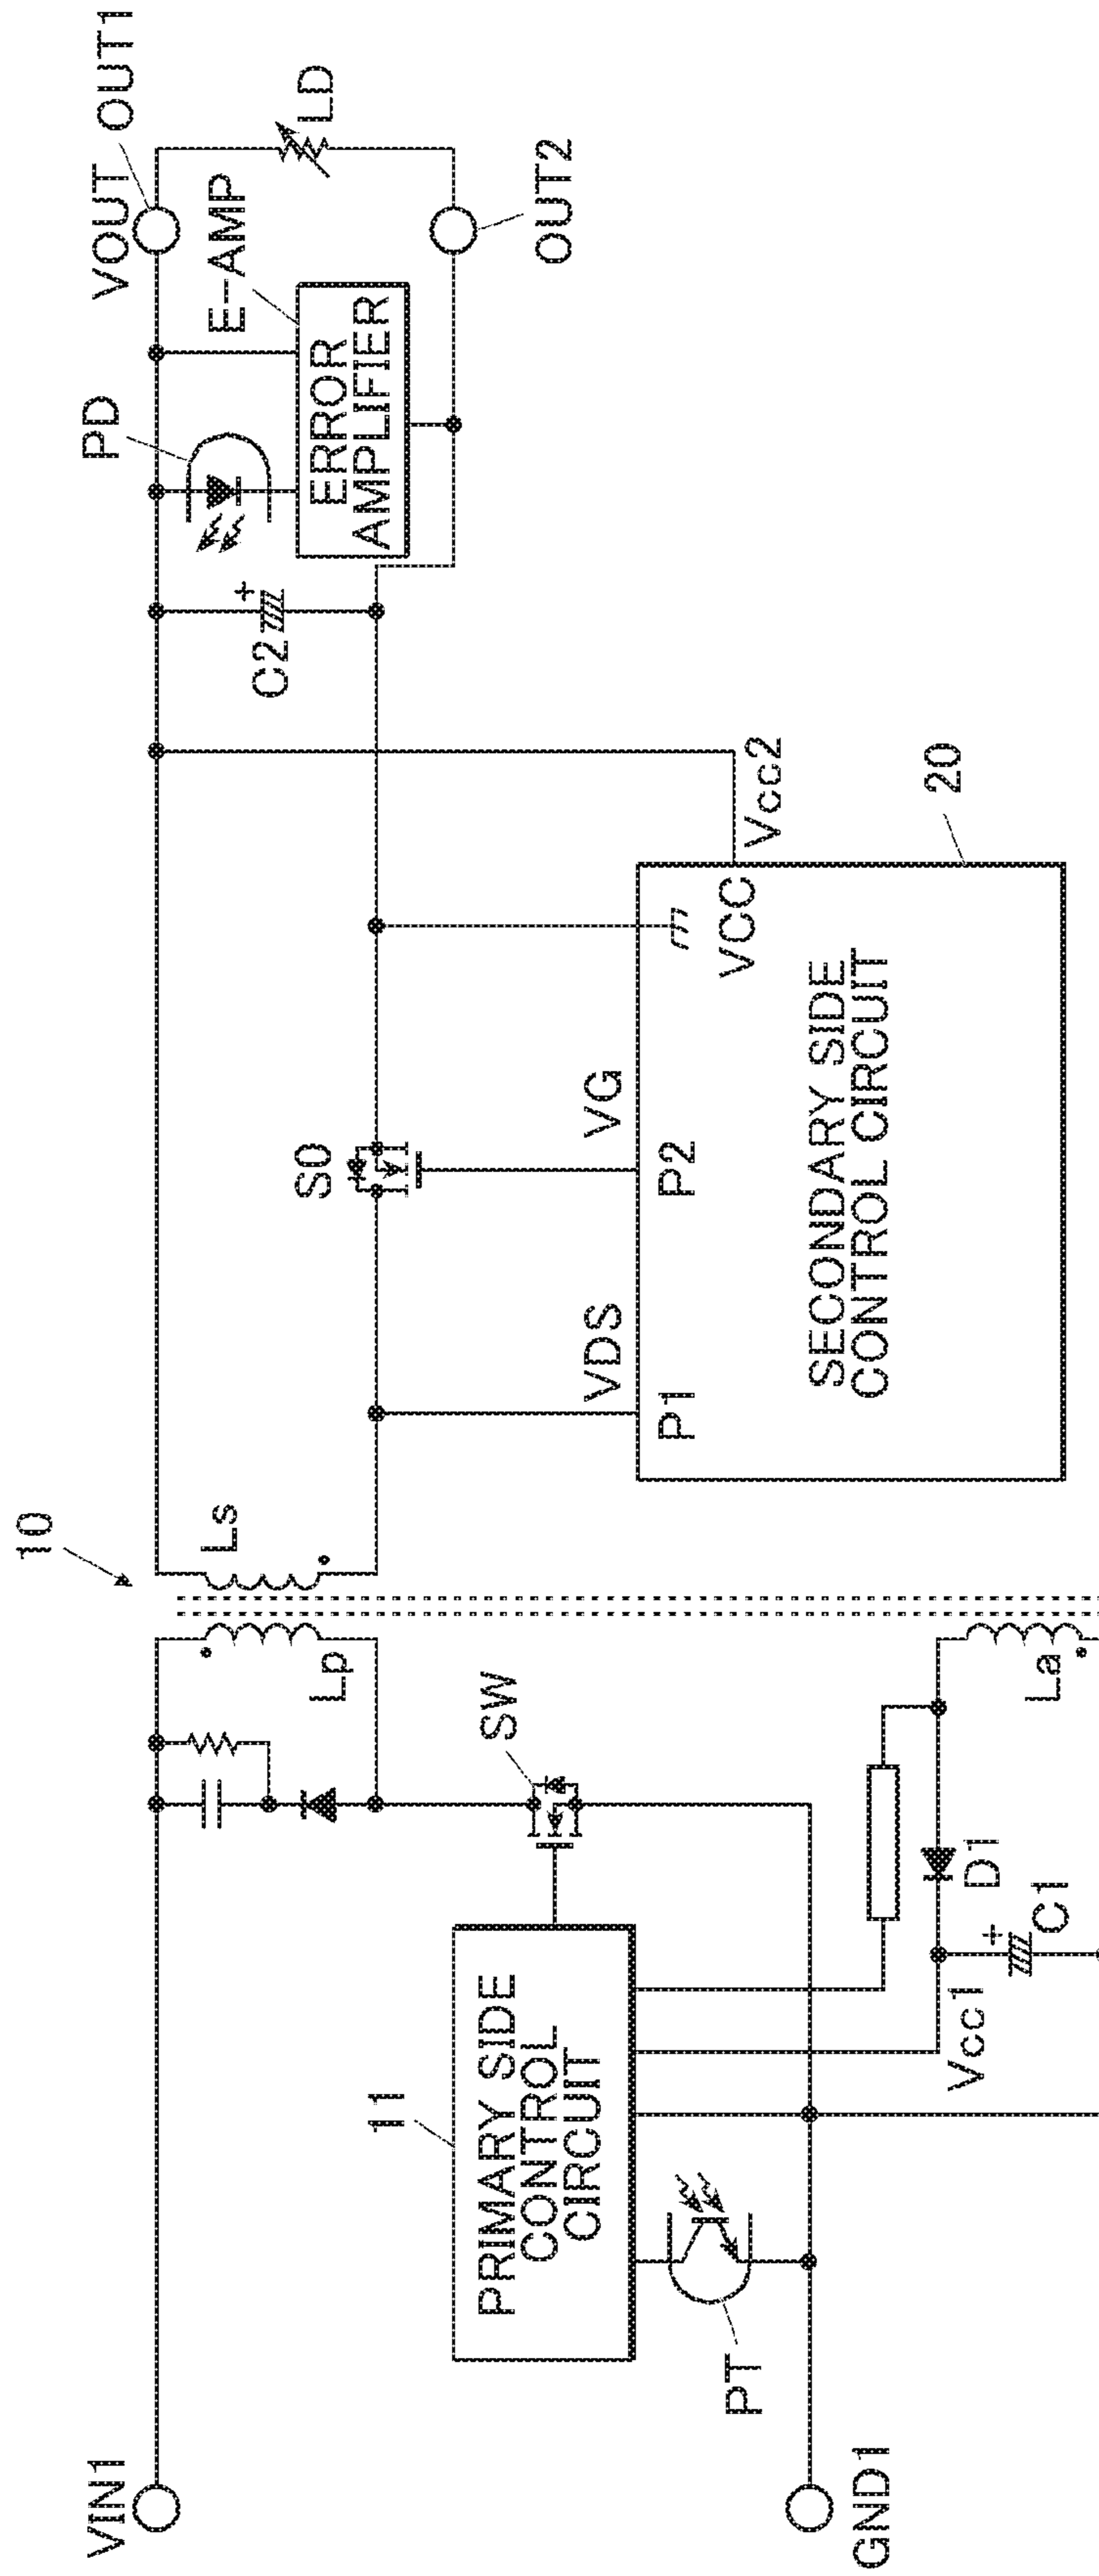 10
VIN1
Lp
Ls
VOUT
OUT1
PD
E-AMP
LD
C2
S0
ERROR
AMPLIFIER
OUT2
11
PRIMARY SIDE
CONTROL
CIRCUIT
SW
VDS
VG
P1
P2
VCC
Vcc2
SECONDARY SIDE
CONTROL CIRCUIT
20
PT
GND1
Vcc1
D1
C1
La